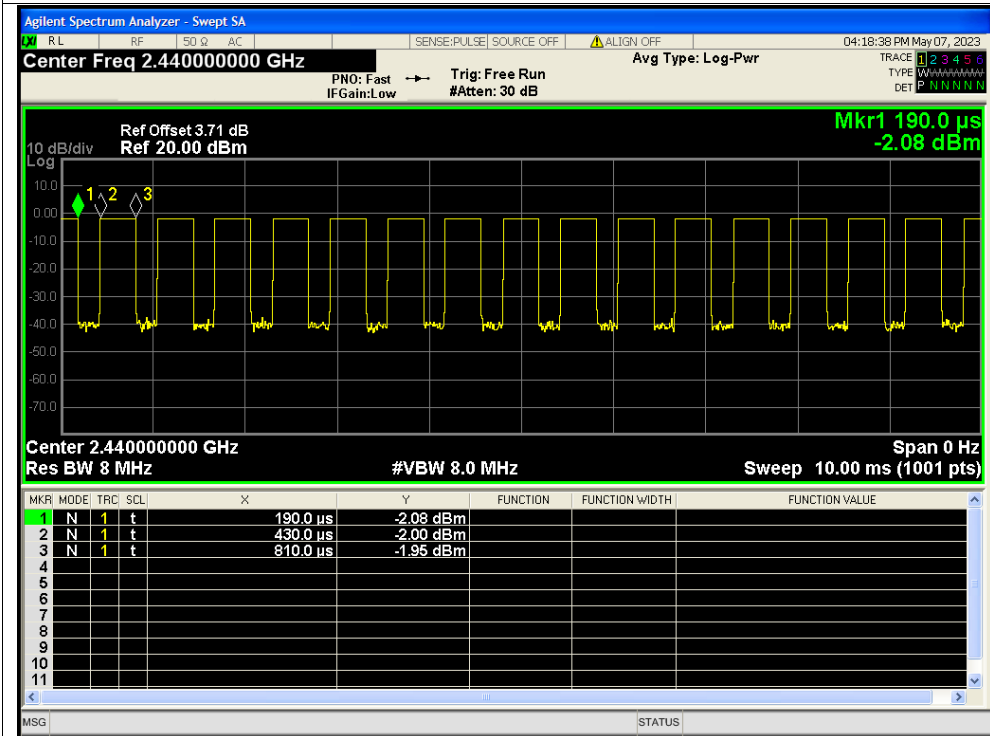 Agilent Spectrum Analyzer - Swept SA
LXI RL RF 50 Ω AC SENSE:PULSE SOURCE OFF ALIGN OFF 04:18:38 PM May 07, 2023
Center Freq 2.440000000 GHz
PNO: Fast
IFGain:Low
Trig: Free Run
#Atten: 30 dB
Avg Type: Log-Pwr
TRACE 1 2 3 4 5 6
TYPE WWWWWW
DET P N N N N N
Mkr1 190.0 µs
-2.08 dBm
Ref Offset 3.71 dB
10 dB/div Ref 20.00 dBm
Log
10.0
0.00
-10.0
-20.0
-30.0
-40.0
-50.0
-60.0
-70.0
1 2 3
Center 2.440000000 GHz Span 0 Hz
Res BW 8 MHz #VBW 8.0 MHz Sweep 10.00 ms (1001 pts)
MKR MODE TRC SCL X Y FUNCTION FUNCTION WIDTH FUNCTION VALUE
1 N 1 t 190.0 µs -2.08 dBm
2 N 1 t 430.0 µs -2.00 dBm
3 N 1 t 810.0 µs -1.95 dBm
4
5
6
7
8
9
10
11
MSG STATUS